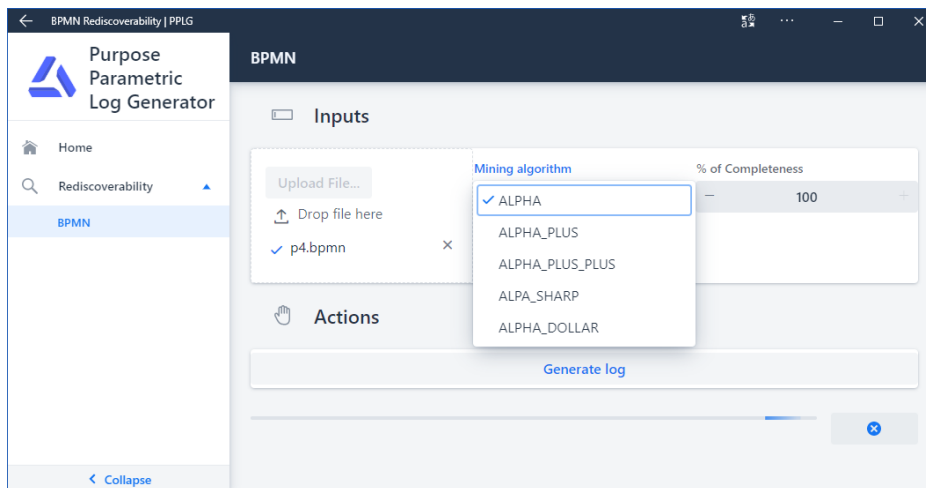 BPMN Rediscoverability | PPLG
Purpose
Parametric
Log Generator
Home
Rediscoverability
BPMN
Collapse
BPMN
Inputs
Upload File...
Drop file here
p4.bpmn
Mining algorithm
ALPHA
ALPHA_PLUS
ALPHA_PLUS_PLUS
ALPA_SHARP
ALPHA_DOLLAR
% of Completeness
100
Actions
Generate log